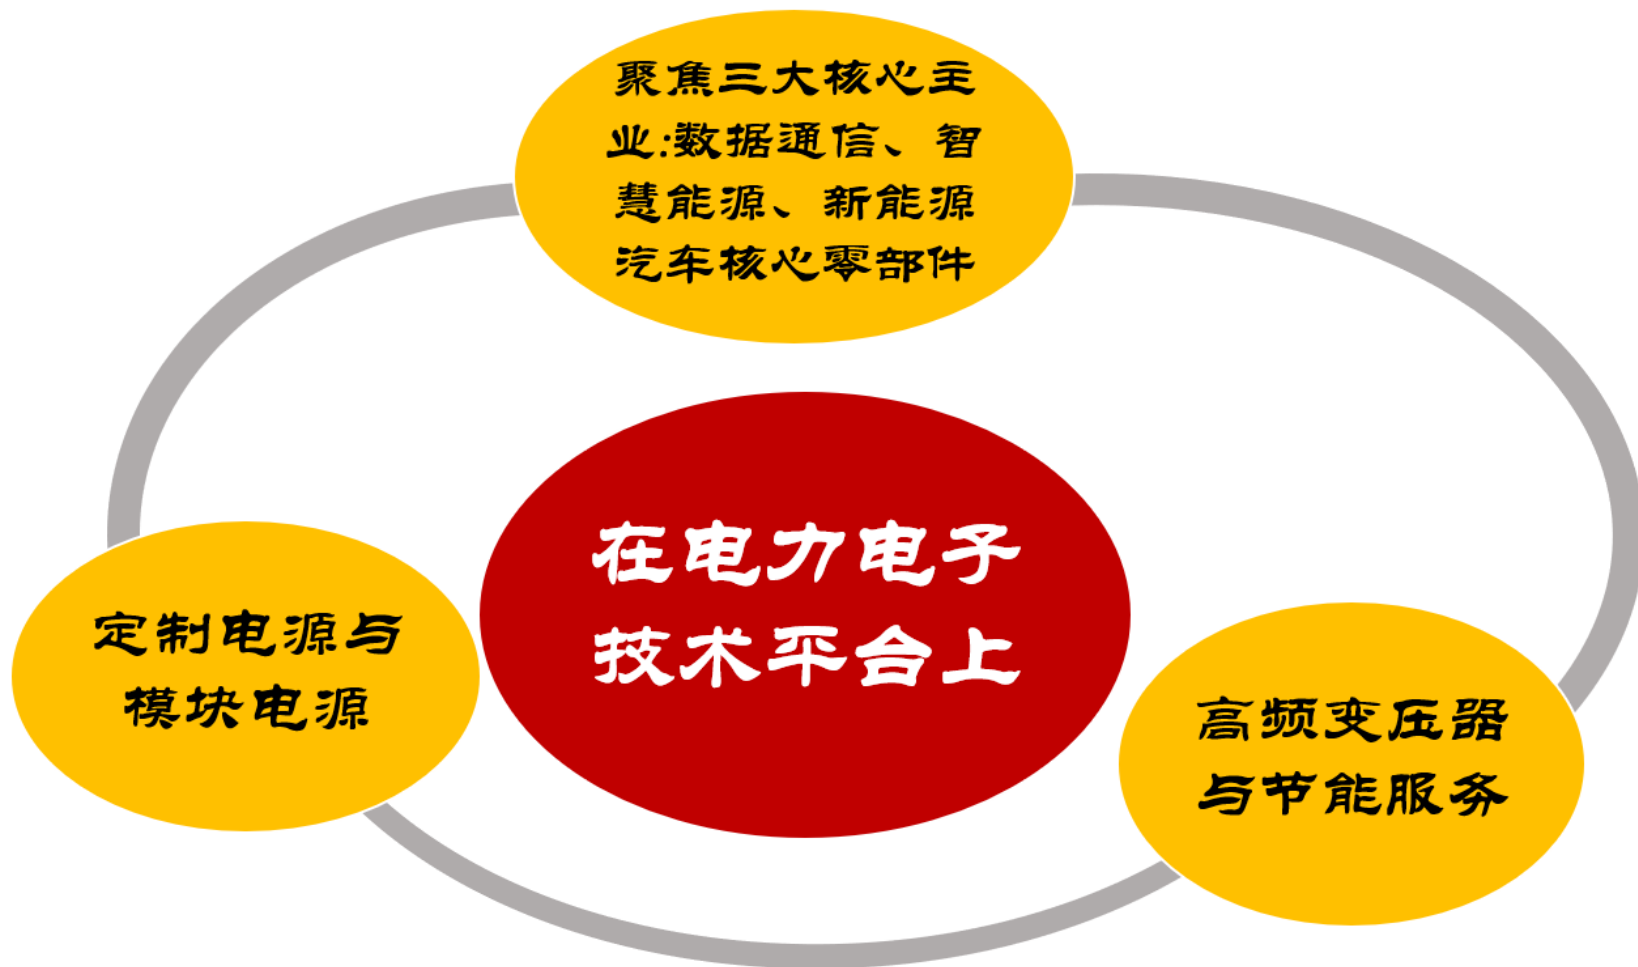 聚焦三大核心主
业:数据通信、智
慧能源、新能源
汽车核心零部件
在电力电子
技术平台上
定制电源与
模块电源
高频变压器
与节能服务